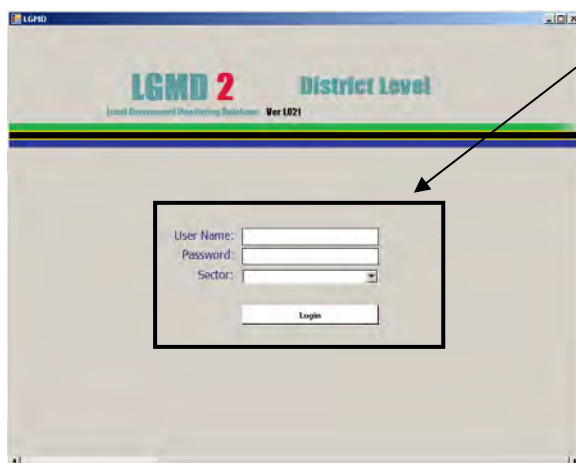 LGMD
LGMD 2 District Level
Local Government Monitoring Database Ver 1.021
User Name:
Password:
Sector:
Login